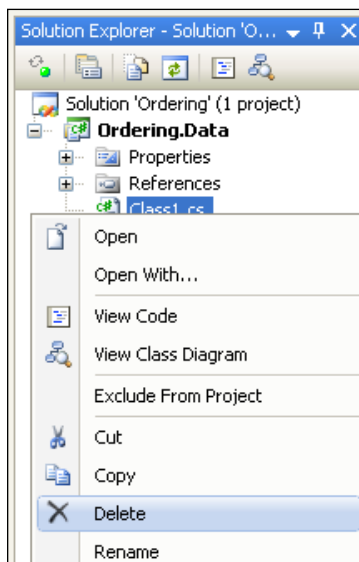 Solution Explorer - Solution 'O...
Solution 'Ordering' (1 project)
Ordering.Data
Properties
References
Class1.cs
Open
Open With...
View Code
View Class Diagram
Exclude From Project
Cut
Copy
Delete
Rename